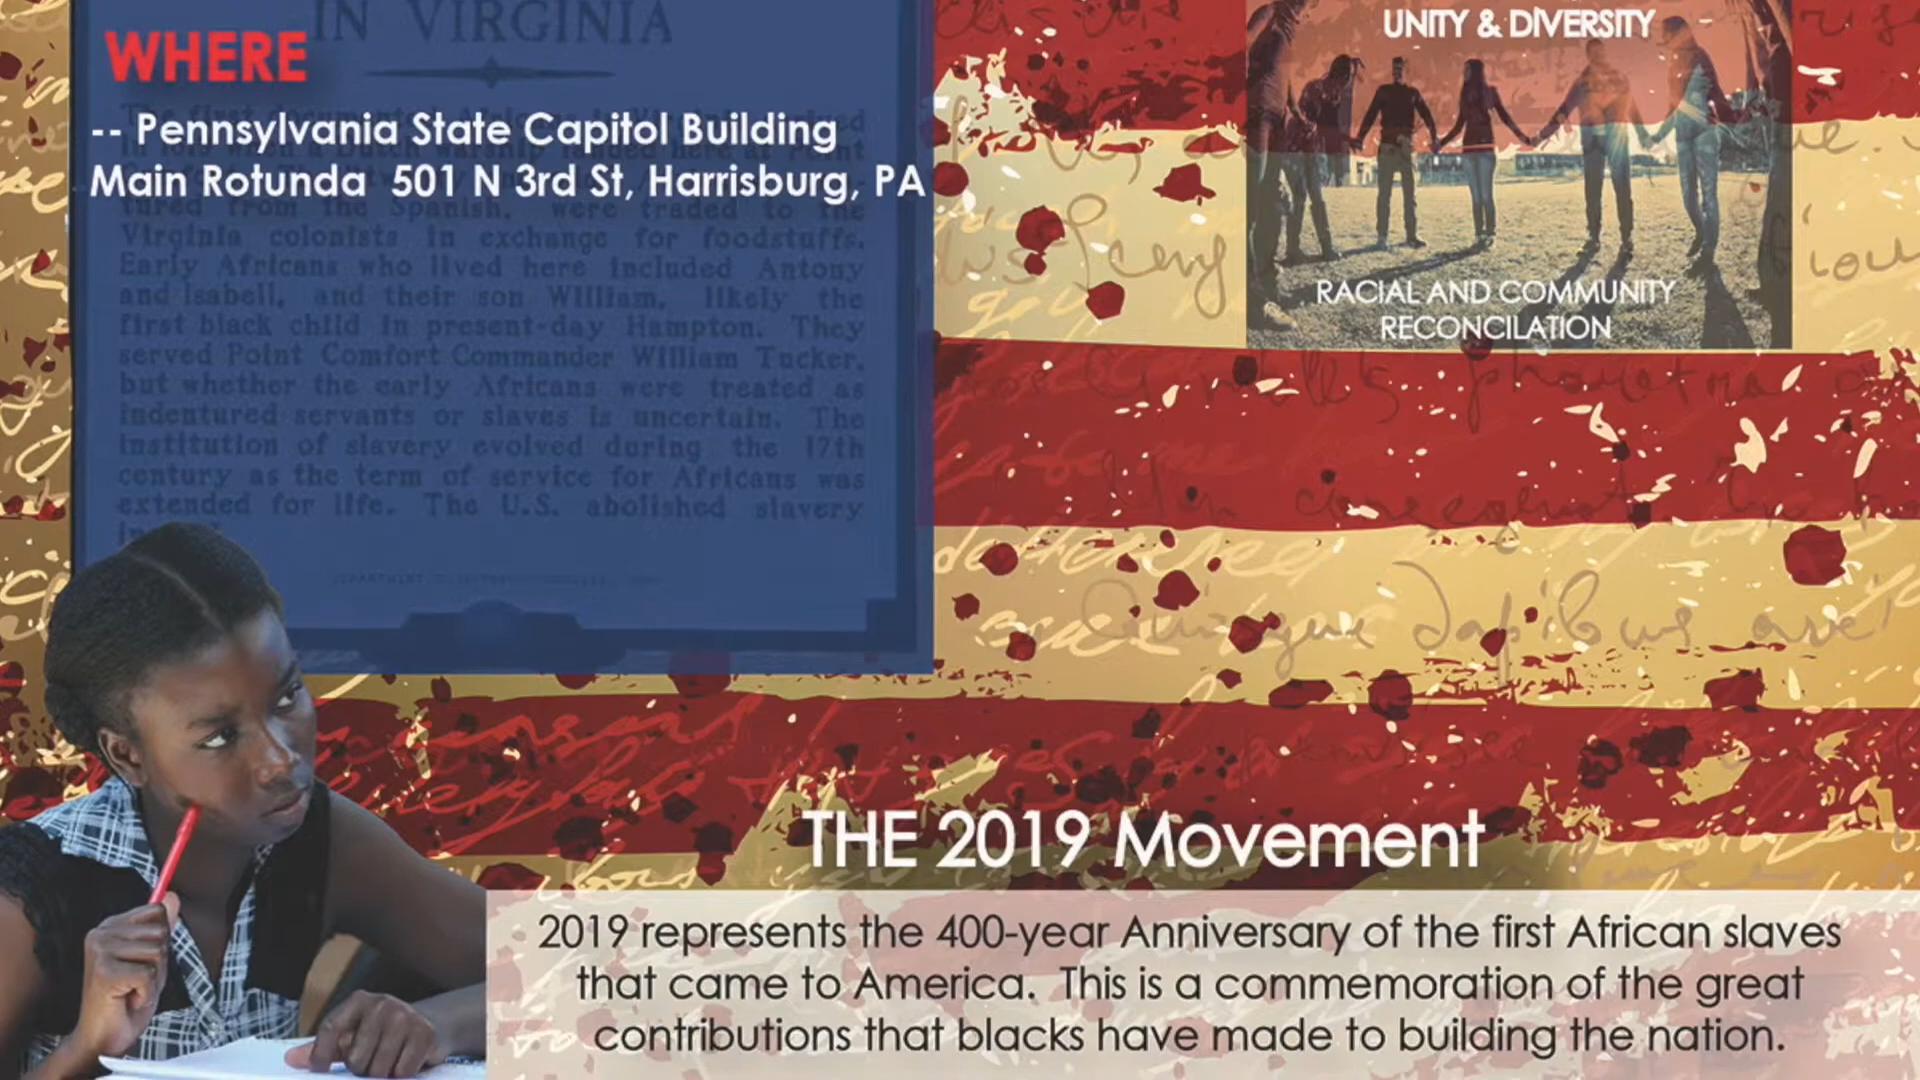 IN VIRGINIA
WHERE
-- Pennsylvania State Capitol Building
Main Rotunda 501 N 3rd St, Harrisburg, PA
tured from the Spanish, were traded to the
Virginia colonists in exchange for foodstuffs.
Early Africans who lived here included Antony
and Isabell, and their son William, likely the
first black child in present-day Hampton. They
served Point Comfort Commander William Tucker,
but whether the early Africans were treated as
indentured servants or slaves is uncertain. The
institution of slavery evolved during the 17th
century as the term of service for Africans was
extended for life. The U.S. abolished slavery
UNITY & DIVERSITY
RACIAL AND COMMUNITY
RECONCILATION
THE 2019 Movement
2019 represents the 400-year Anniversary of the first African slaves
that came to America. This is a commemoration of the great
contributions that blacks have made to building the nation.